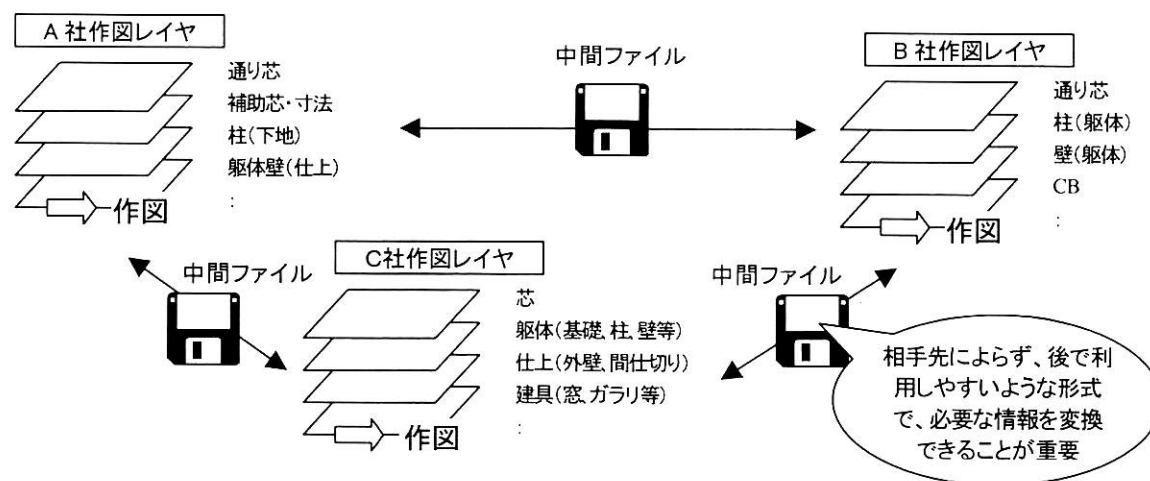 A 社作図レイヤ
通り芯
補助芯・寸法
柱(下地)
躯体壁(仕上)
:
作図
中間ファイル
B 社作図レイヤ
通り芯
柱(躯体)
壁(躯体)
CB
:
作図
中間ファイル
C社作図レイヤ
芯
躯体(基礎、柱、壁等)
仕上(外壁、間仕切り)
建具(窓、ガラリ等)
:
作図
中間ファイル
相手先によらず、後で利
用しやすいような形式
で、必要な情報を変換
できることが重要